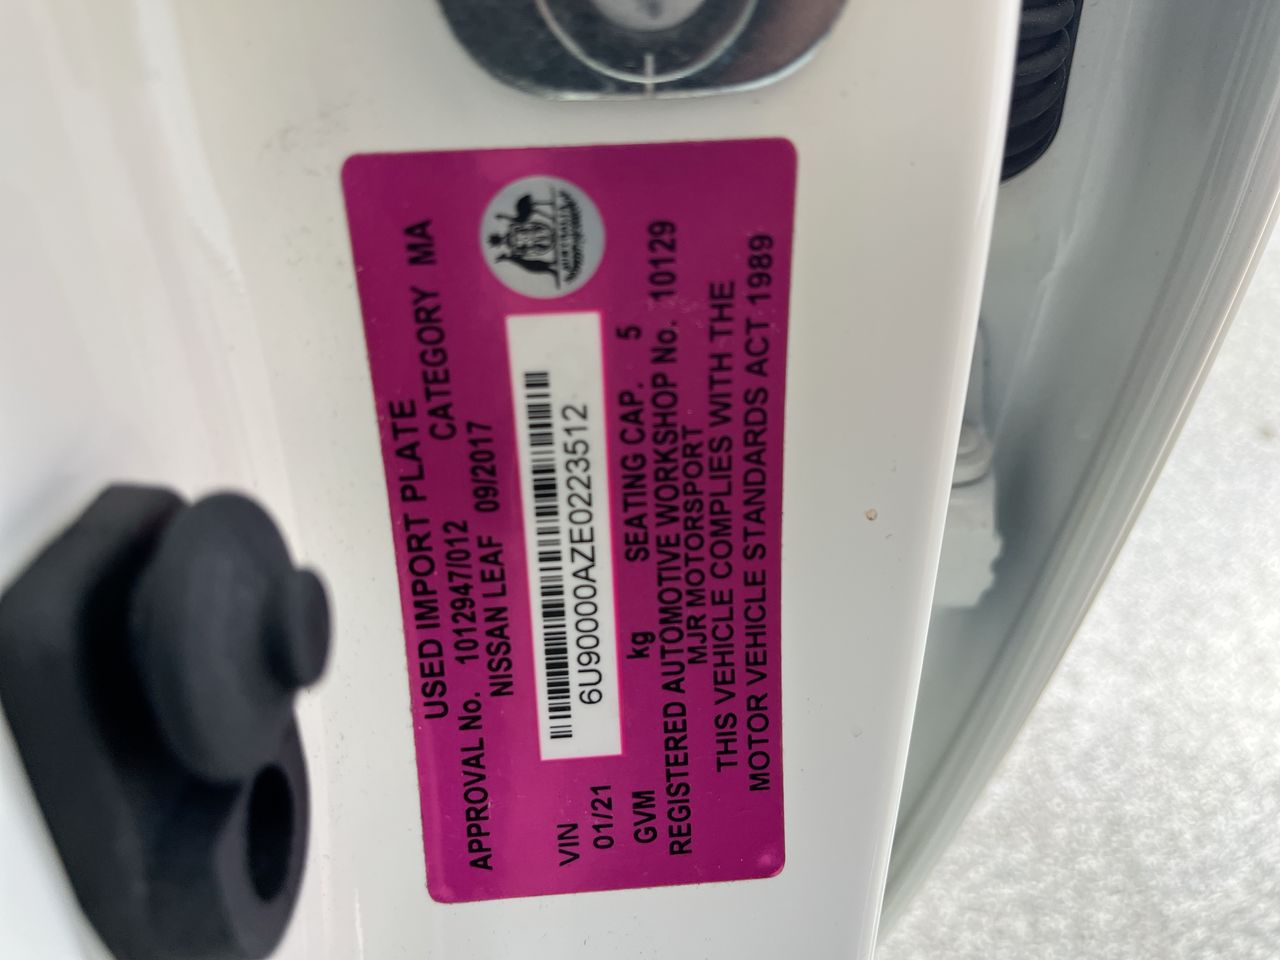 USED IMPORT PLATE
APPROVAL No. 1012947/012 CATEGORY MA
NISSAN LEAF 09/2017
VIN
01/21 6U90000AZE0223512
GVM kg SEATING CAP. 5
REGISTERED AUTOMOTIVE WORKSHOP No. 10129
MJR MOTORSPORT
THIS VEHICLE COMPLIES WITH THE
MOTOR VEHICLE STANDARDS ACT 1989